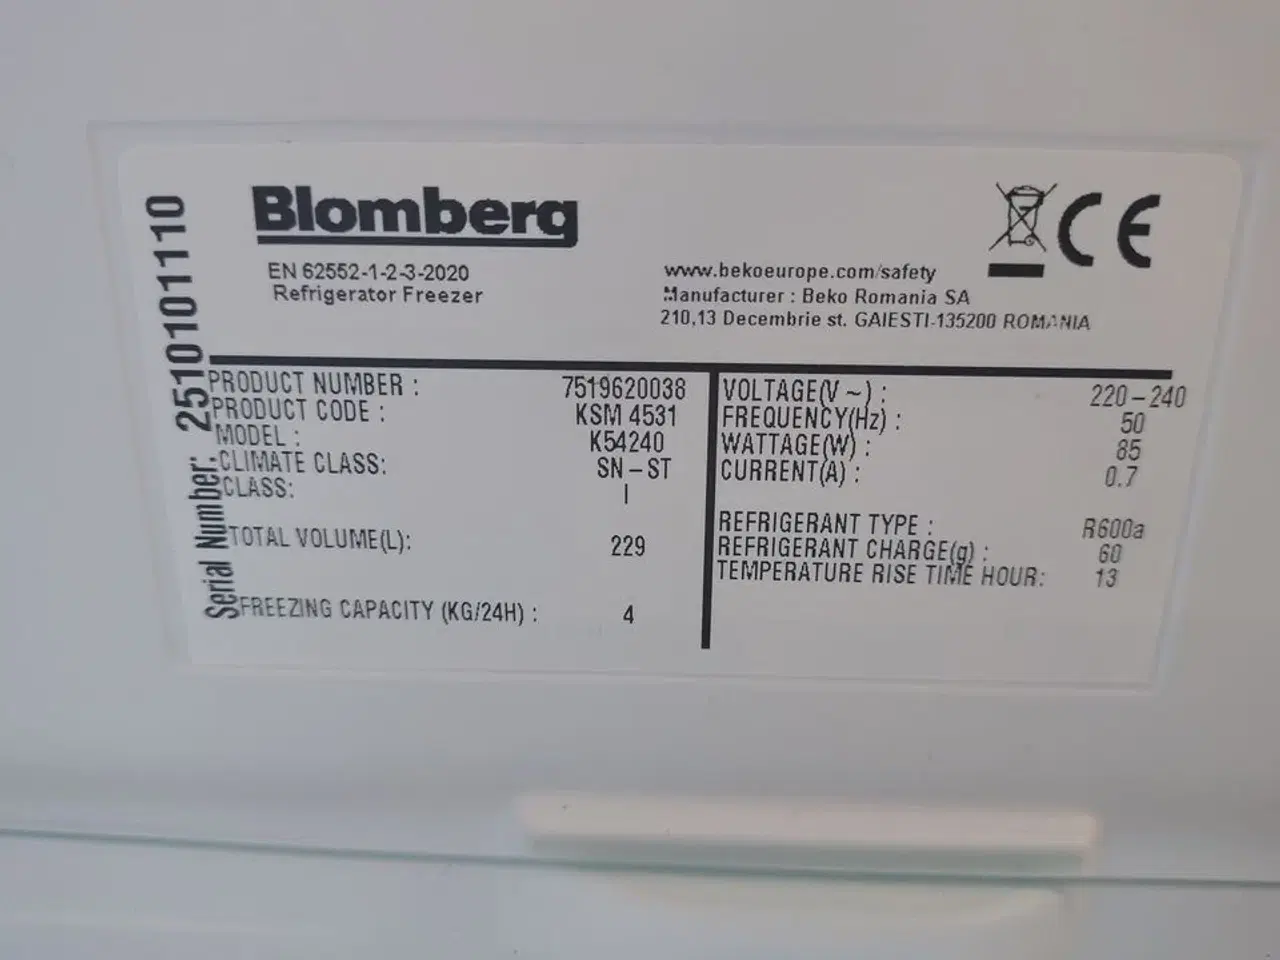 Blomberg
EN 62552-1-2-3-2020
Refrigerator Freezer
CE
www.bekoeurope.com/safety
Manufacturer : Beko Romania SA
210,13 Decembrie st. GAIESTI-135200 ROMANIA
Serial Number: 2510101110
PRODUCT NUMBER : 7519620038
PRODUCT CODE : KSM 4531
MODEL : K54240
CLIMATE CLASS: SN – ST
CLASS: I
TOTAL VOLUME(L): 229
FREEZING CAPACITY (KG/24H) : 4
VOLTAGE(V ~) : 220 – 240
FREQUENCY(Hz) : 50
WATTAGE(W) : 85
CURRENT(A) : 0.7
REFRIGERANT TYPE : R600a
REFRIGERANT CHARGE(g) : 60
TEMPERATURE RISE TIME HOUR: 13